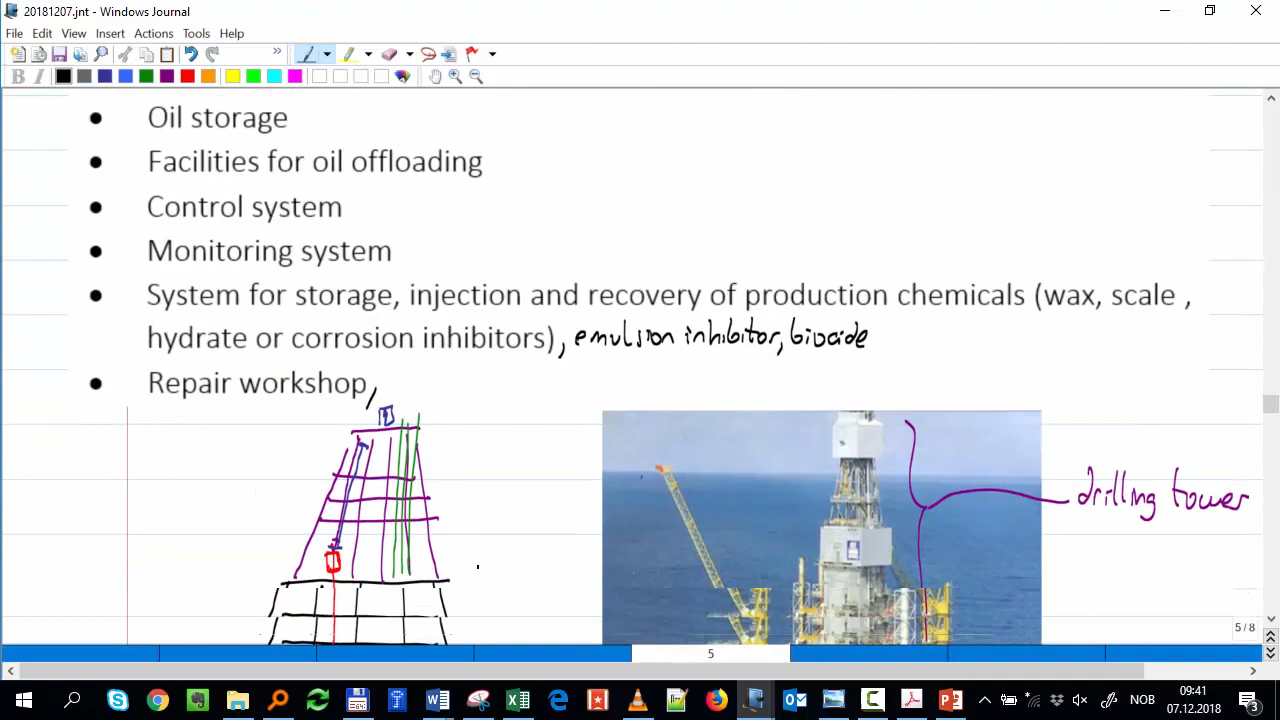 20181207.jnt - Windows Journal
File Edit View Insert Actions Tools Help
B I
• Oil storage
• Facilities for oil offloading
• Control system
• Monitoring system
• System for storage, injection and recovery of production chemicals (wax, scale ,
hydrate or corrosion inhibitors), emulsion inhibitor, biocide
• Repair workshop,
drilling tower
5 / 8
5
NOB
09:41
07.12.2018
3